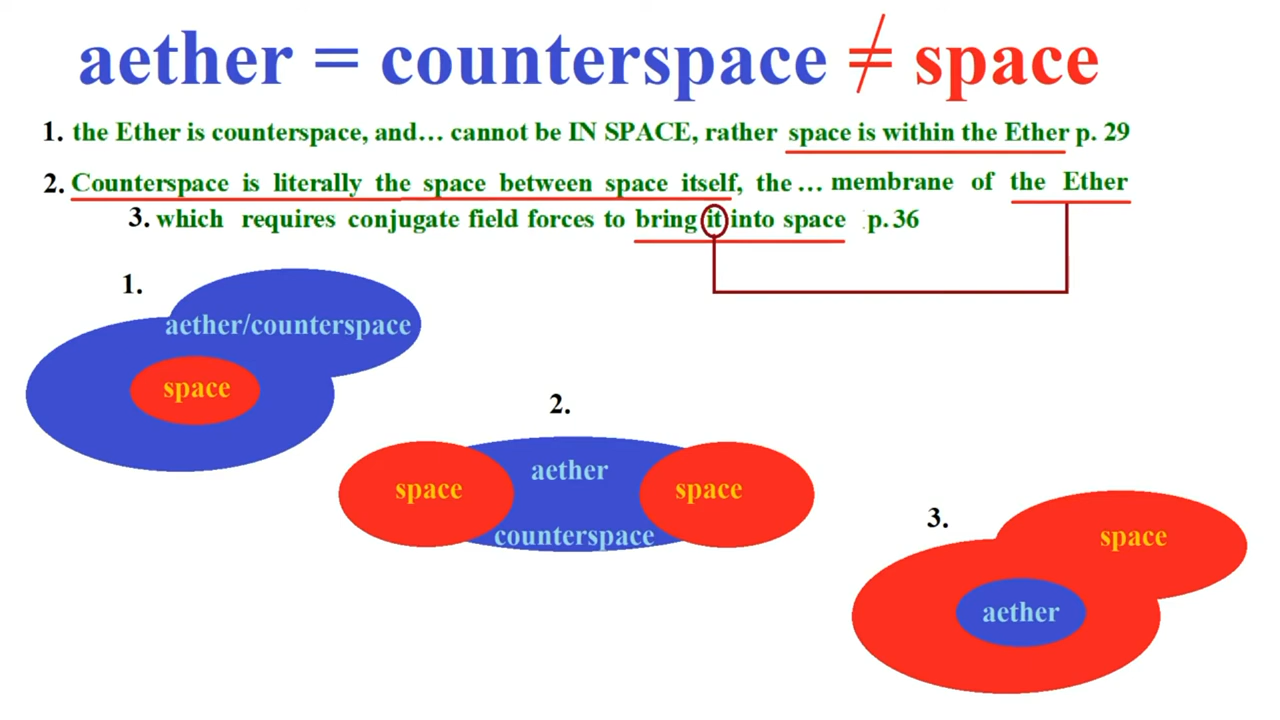 aether = counterspace ≠ space
1. the Ether is counterspace, and... cannot be IN SPACE, rather space is within the Ether p. 29
2. Counterspace is literally the space between space itself, the ... membrane of the Ether
3. which requires conjugate field forces to bring it into space p. 36
1.
aether/counterspace
space
2.
aether
space
space
counterspace
3.
space
aether